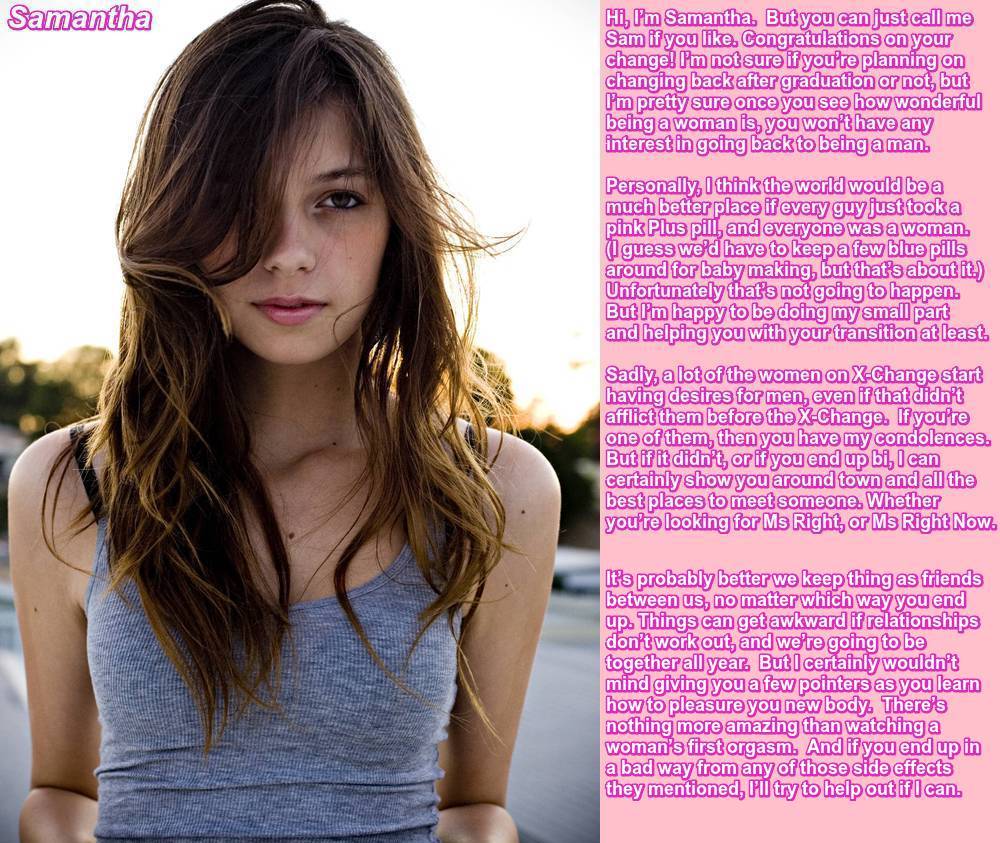 Samantha
Hi, I'm Samantha.  But you can just call me
Sam if you like. Congratulations on your
change! I'm not sure if you're planning on
changing back after graduation or not, but
I'm pretty sure once you see how wonderful
being a woman is, you won't have any
interest in going back to being a man.
Personally, I think the world would be a
much better place if every guy just took a
pink Plus pill, and everyone was a woman.
(I guess we'd have to keep a few blue pills
around for baby making, but that's about it.)
Unfortunately that's not going to happen.
But I'm happy to be doing my small part
and helping you with your transition at least.
Sadly, a lot of the women on X-Change start
having desires for men, even if that didn't
afflict them before the X-Change.  If you're
one of them, then you have my condolences.
But if it didn't, or if you end up bi, I can
certainly show you around town and all the
best places to meet someone. Whether
you're looking for Ms Right, or Ms Right Now.
It's probably better we keep thing as friends
between us, no matter which way you end
up. Things can get awkward if relationships
don't work out, and we're going to be
together all year.  But I certainly wouldn't
mind giving you a few pointers as you learn
how to pleasure you new body.  There's
nothing more amazing than watching a
woman's first orgasm.  And if you end up in
a bad way from any of those side effects
they mentioned, I'll try to help out if I can.